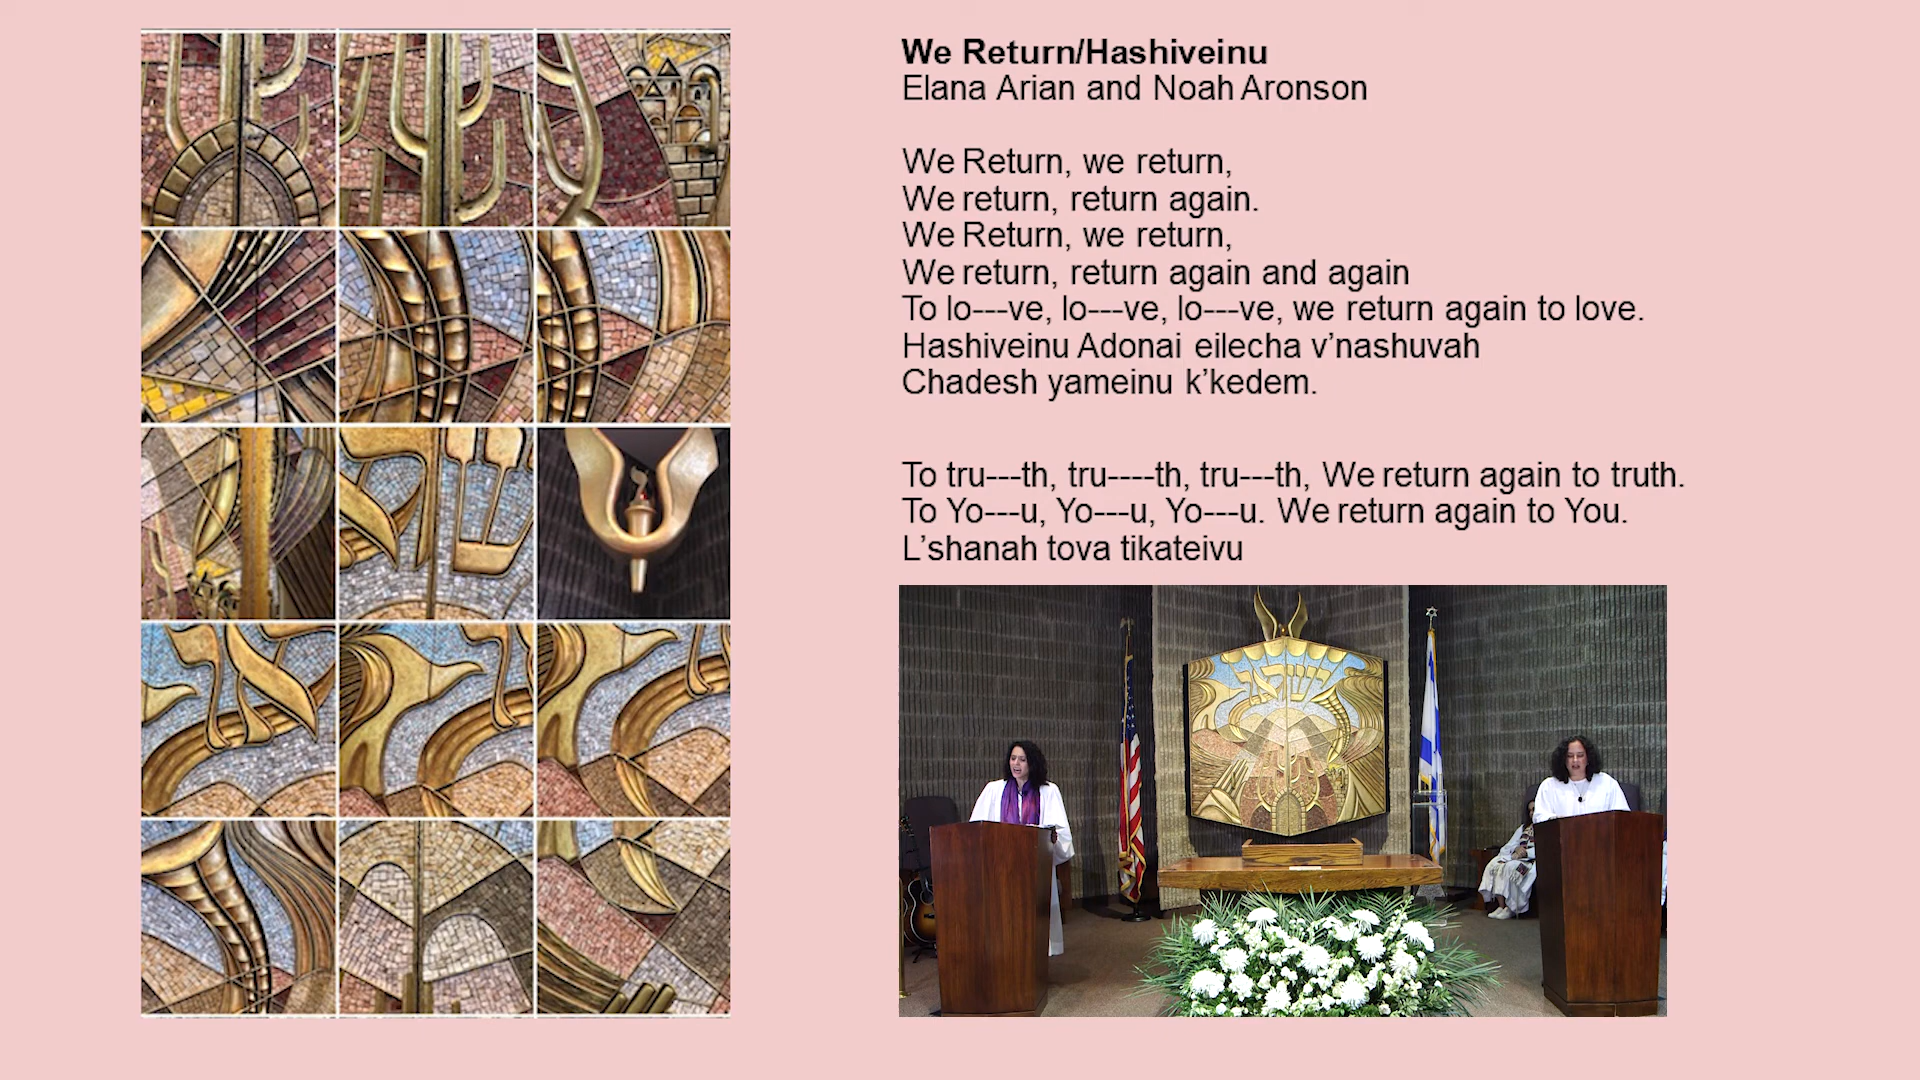 We Return/Hashiveinu
Elana Arian and Noah Aronson
We Return, we return,
We return, return again.
We Return, we return,
We return, return again and again
To lo---ve, lo---ve, lo---ve, we return again to love.
Hashiveinu Adonai eilecha v’nashuvah
Chadesh yameinu k’kedem.
To tru---th, tru----th, tru---th, We return again to truth.
To Yo---u, Yo---u, Yo---u. We return again to You.
L’shanah tova tikateivu
ישראל